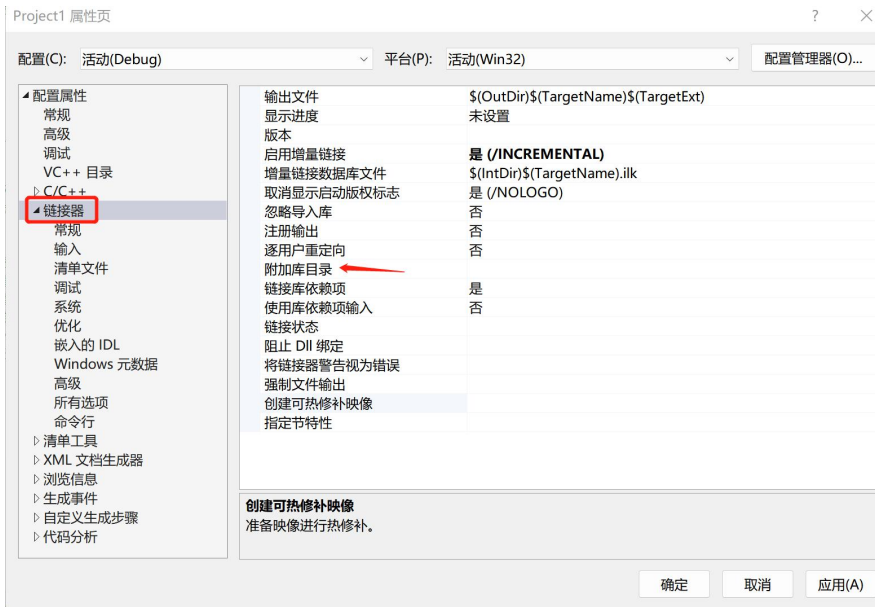 Project1 属性页
配置(C): 活动(Debug) 平台(P): 活动(Win32) 配置管理器(O)...
配置属性
常规
高级
调试
VC++ 目录
C/C++
链接器
常规
输入
清单文件
调试
系统
优化
嵌入的 IDL
Windows 元数据
高级
所有选项
命令行
清单工具
XML 文档生成器
浏览信息
生成事件
自定义生成步骤
代码分析
输出文件 $(OutDir)$(TargetName)$(TargetExt)
显示进度 未设置
版本
启用增量链接 是 (/INCREMENTAL)
增量链接数据库文件 $(IntDir)$(TargetName).ilk
取消显示启动版权标志 是 (/NOLOGO)
忽略导入库 否
注册输出 否
逐用户重定向 否
附加库目录
链接库依赖项 是
使用库依赖项输入 否
链接状态
阻止 Dll 绑定
将链接器警告视为错误
强制文件输出
创建可热修补映像
指定节特性
创建可热修补映像
准备映像进行热修补。
确定 取消 应用(A)